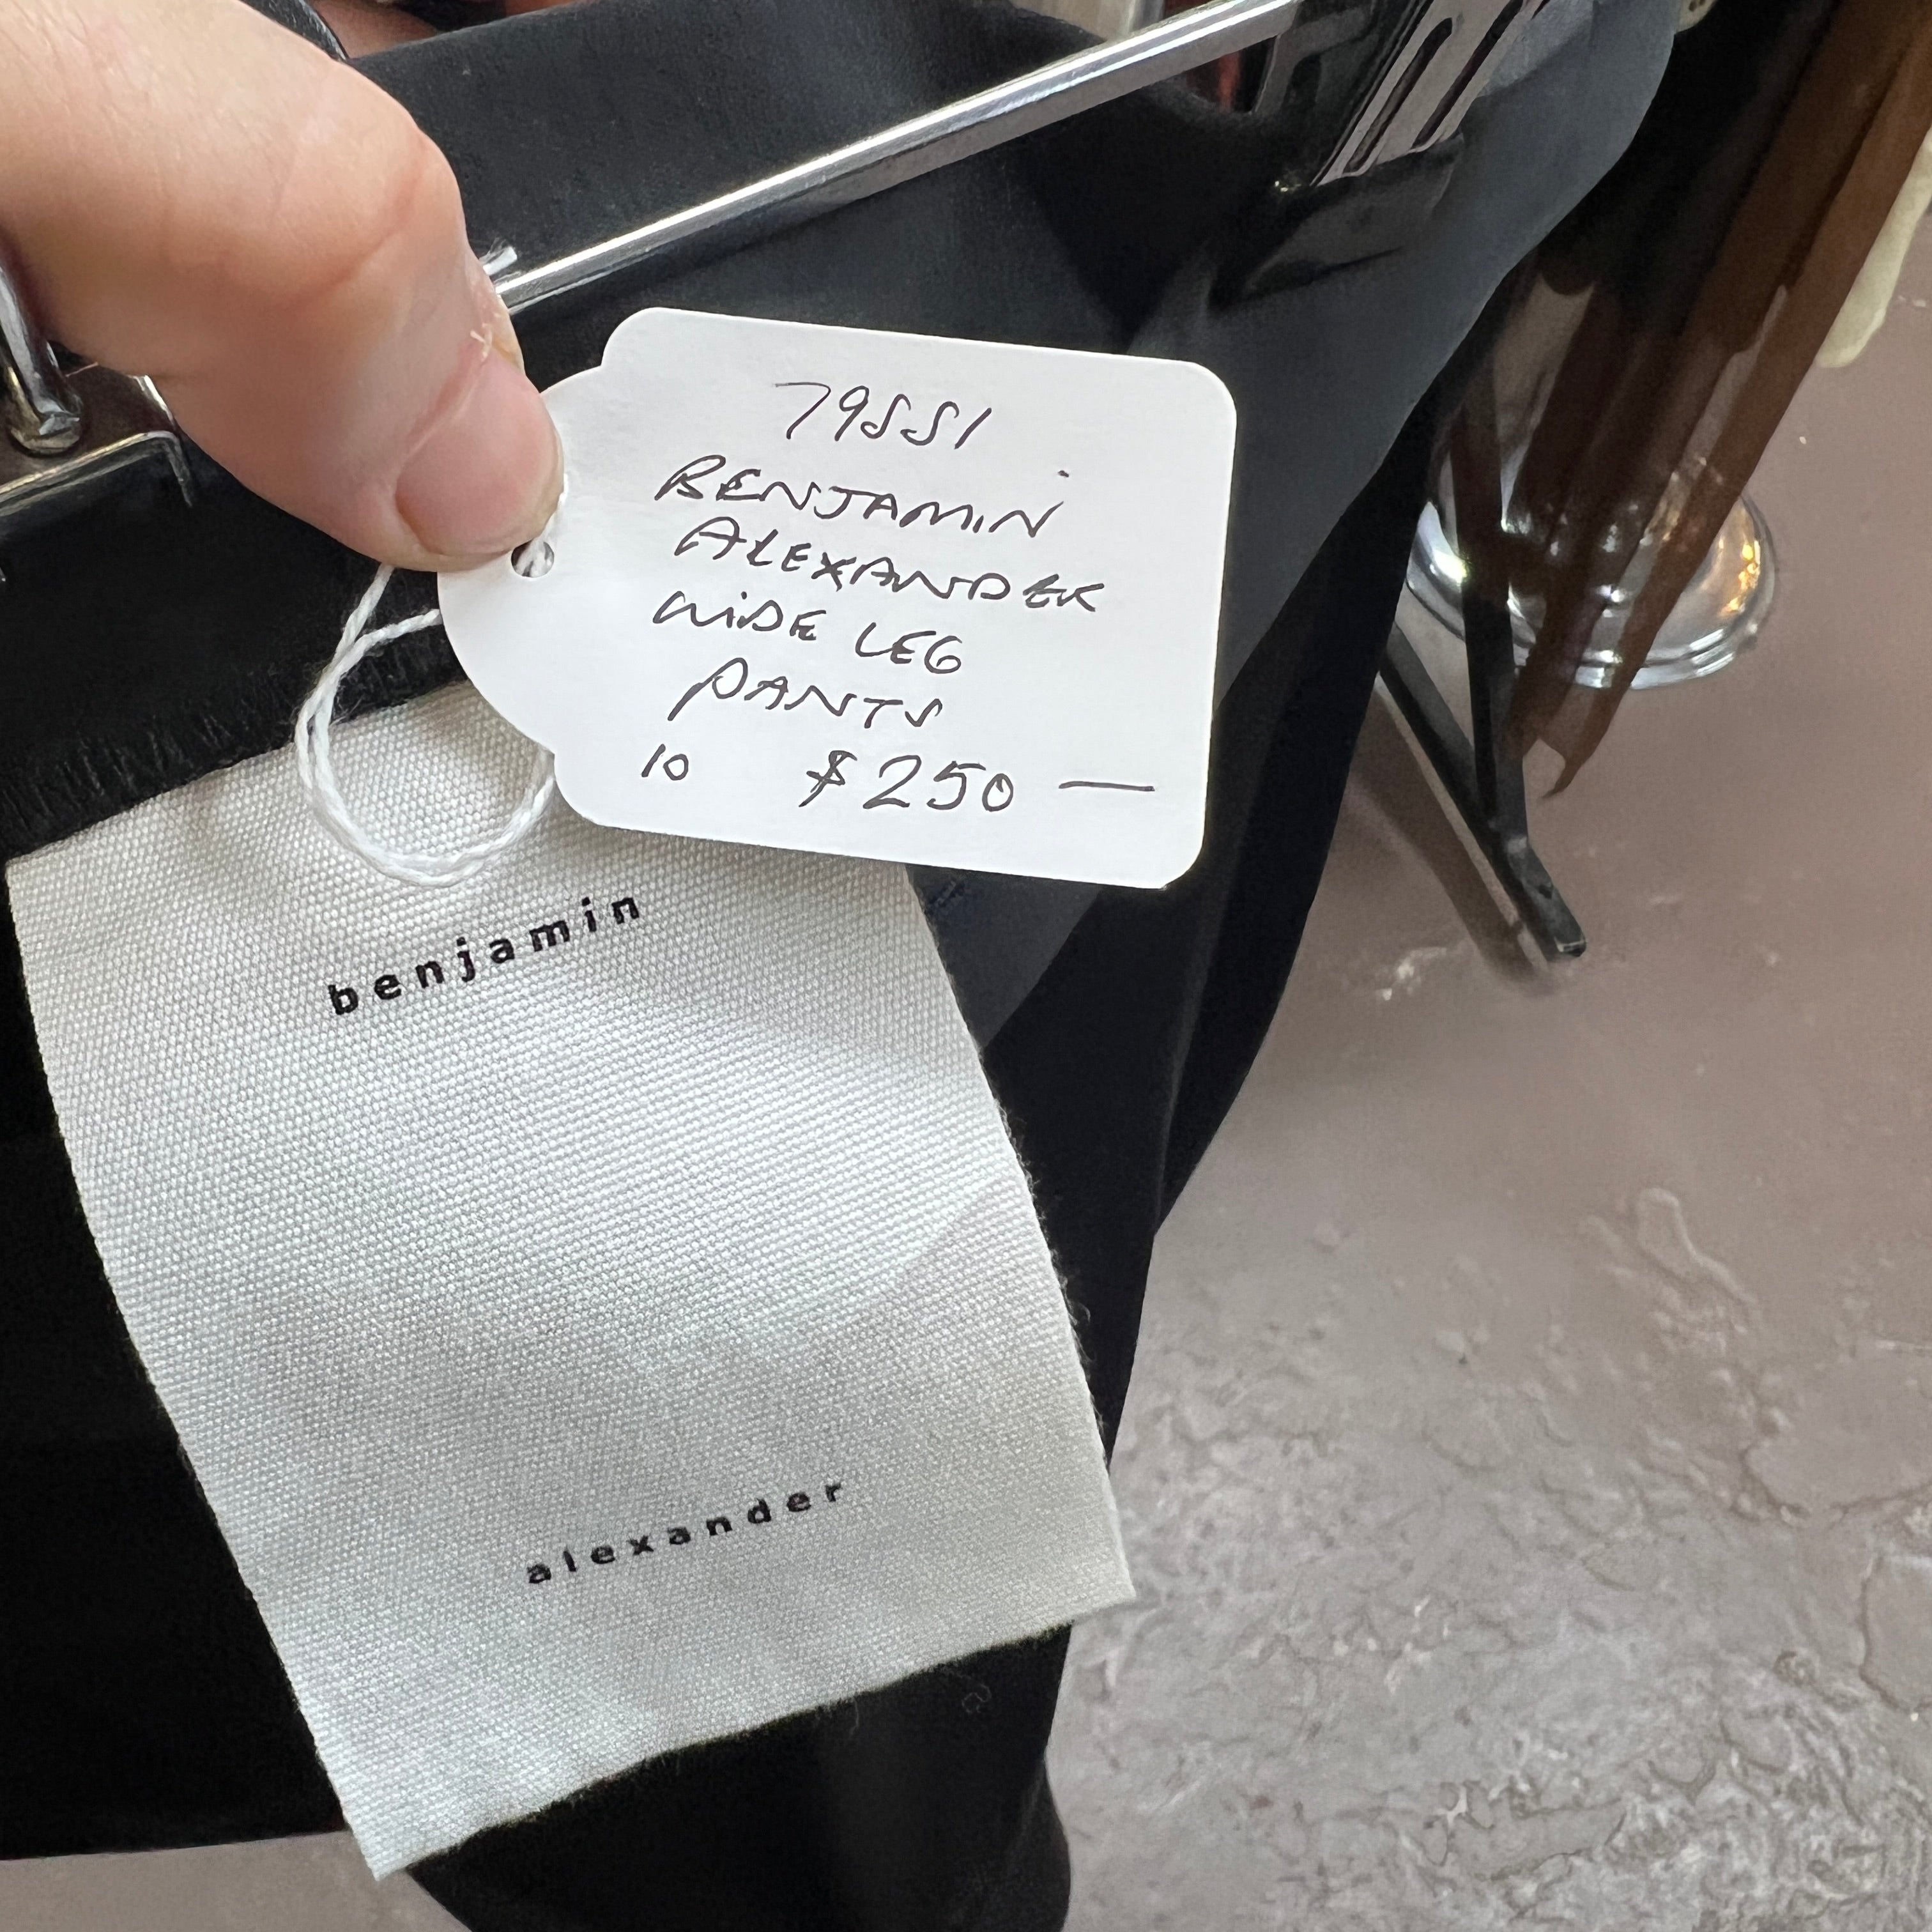 79551
BENJAMIN
ALEXANDER
WIDE LEG
PANTS
10 $250 —
benjamin
alexander